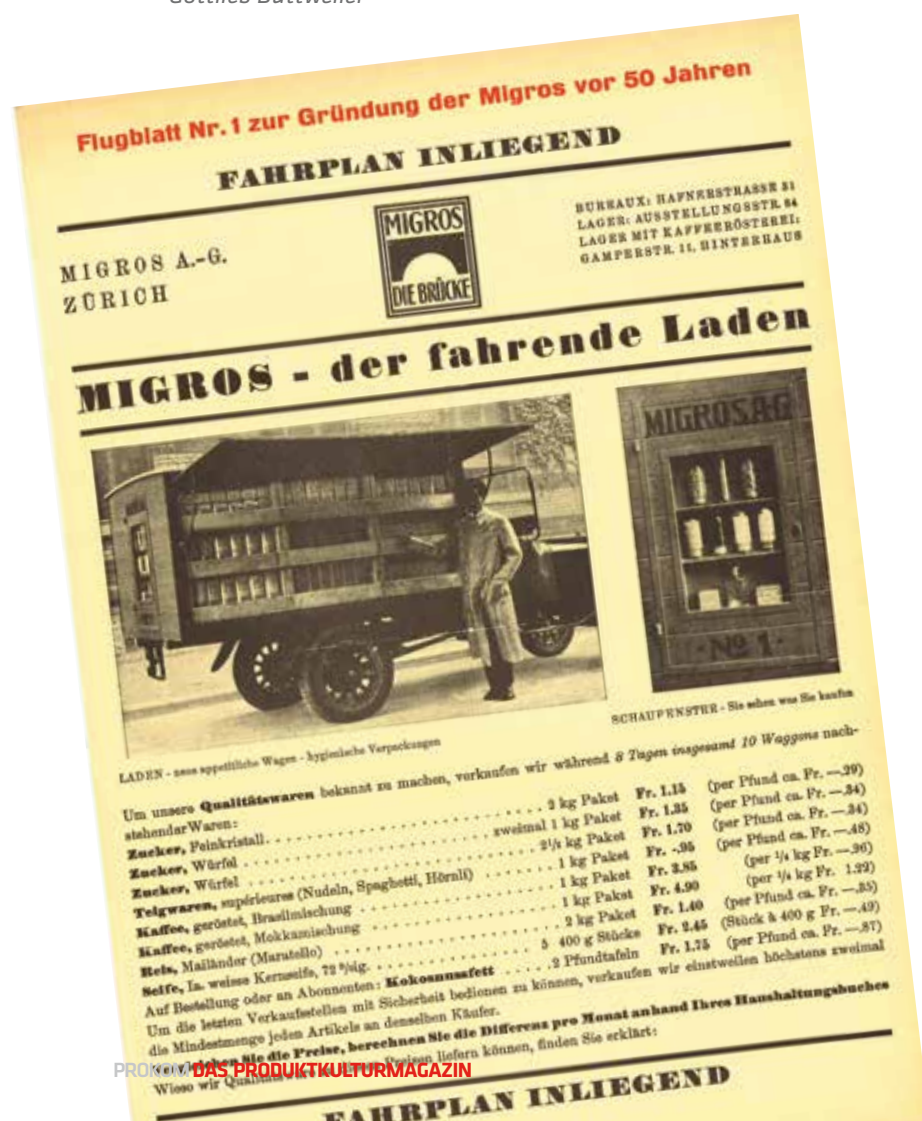 Gottlieb Duttweiler
Flugblatt Nr. 1 zur Gründung der Migros vor 50 Jahren
FAHRPLAN INLIEGEND
MIGROS A.-G.
ZÜRICH
MIGROS
DIE BRÜCKE
BUREAUX: HAFNERSTRASSE 31
LAGER: AUSSTELLUNGSSTR. 84
LAGER MIT KAFFEERÖSTEREI:
GAMPERSTR. 11, HINTERHAUS
MIGROS - der fahrende Laden
MIGROS A-G
No 1
LADEN - neue appetitliche Wagen - hygienische Verpackungen
SCHAUFENSTER - Sie sehen was Sie kaufen
Um unsere Qualitätswaren bekannt zu machen, verkaufen wir während 8 Tagen insgesamt 10 Waggons nach-
stehender Waren:
Zucker, Feinkristall. . . . . . . . . . . . . . . . . . 2 kg Paket Fr. 1.15 (per Pfund ca. Fr. —.29)
Zucker, Würfel . . . . . . . . . . . . . . . . zweimal 1 kg Paket Fr. 1.35 (per Pfund ca. Fr. —.34)
Zucker, Würfel . . . . . . . . . . . . . . . . . . 2½ kg Paket Fr. 1.70 (per Pfund ca. Fr. —.34)
Teigwaren, supérieures (Nudeln, Spaghetti, Hörnli) . . . . . . 1 kg Paket Fr. -.95 (per Pfund ca. Fr. —.48)
Kaffee, geröstet, Brasilmischung . . . . . . . . . . . . . 1 kg Paket Fr. 3.85 (per ¼ kg Fr. —.96)
Kaffee, geröstet, Mokkamischung . . . . . . . . . . . . . 1 kg Paket Fr. 4.90 (per ¼ kg Fr. 1.22)
Reis, Mailänder (Maratello) . . . . . . . . . . . . . . . 2 kg Paket Fr. 1.40 (per Pfund ca. Fr. —.35)
Seife, Ia. weisse Kernseife, 72 %ig. . . . . . . . . . . 5 400 g Stücke Fr. 2.45 (Stück à 400 g Fr. —.49)
Auf Bestellung oder an Abonnenten: Kokosnussfett . . . . . 2 Pfundtafeln Fr. 1.75 (per Pfund ca. Fr. —.87)
Um die letzten Verkaufsstellen mit Sicherheit bedienen zu können, verkaufen wir einstweilen höchstens zweimal
die Mindestmenge jeden Artikels an denselben Käufer.
Sie die Preise, berechnen Sie die Differenz pro Monat anhand Ihres Haushaltungsbuches
Wieso wir Preisen liefern können, finden Sie erklärt:
PROKOM DAS PRODUKTKULTURMAGAZIN
FAHRPLAN INLIEGEND